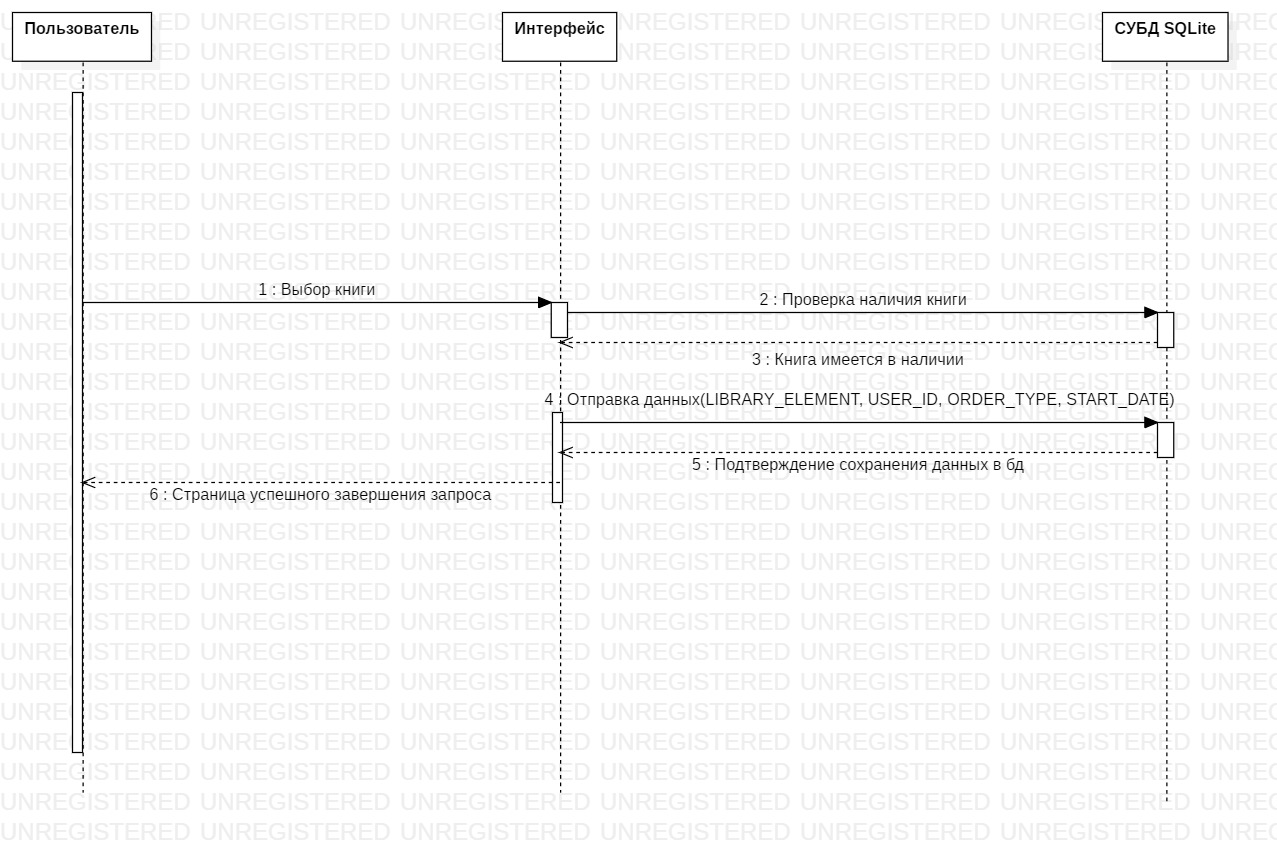 Пользователь
Интерфейс
СУБД SQLite
1 : Выбор книги
2 : Проверка наличия книги
3 : Книга имеется в наличии
4 : Отправка данных(LIBRARY_ELEMENT, USER_ID, ORDER_TYPE, START_DATE)
5 : Подтверждение сохранения данных в бд
6 : Страница успешного завершения запроса
UNREGISTERED